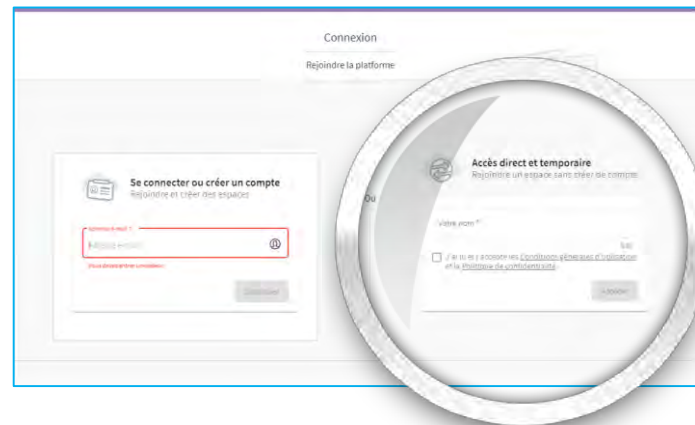 Connexion
Rejoindre la platforme
Se connecter ou créer un compte
Rejoindre et créer des espaces
Ou
Accès direct et temporaire
Rejoindre un espace sans créer de compte
Votre nom *
J'ai lu et j'accepte les Conditions générales d'utilisation
et la Politique de confidentialité